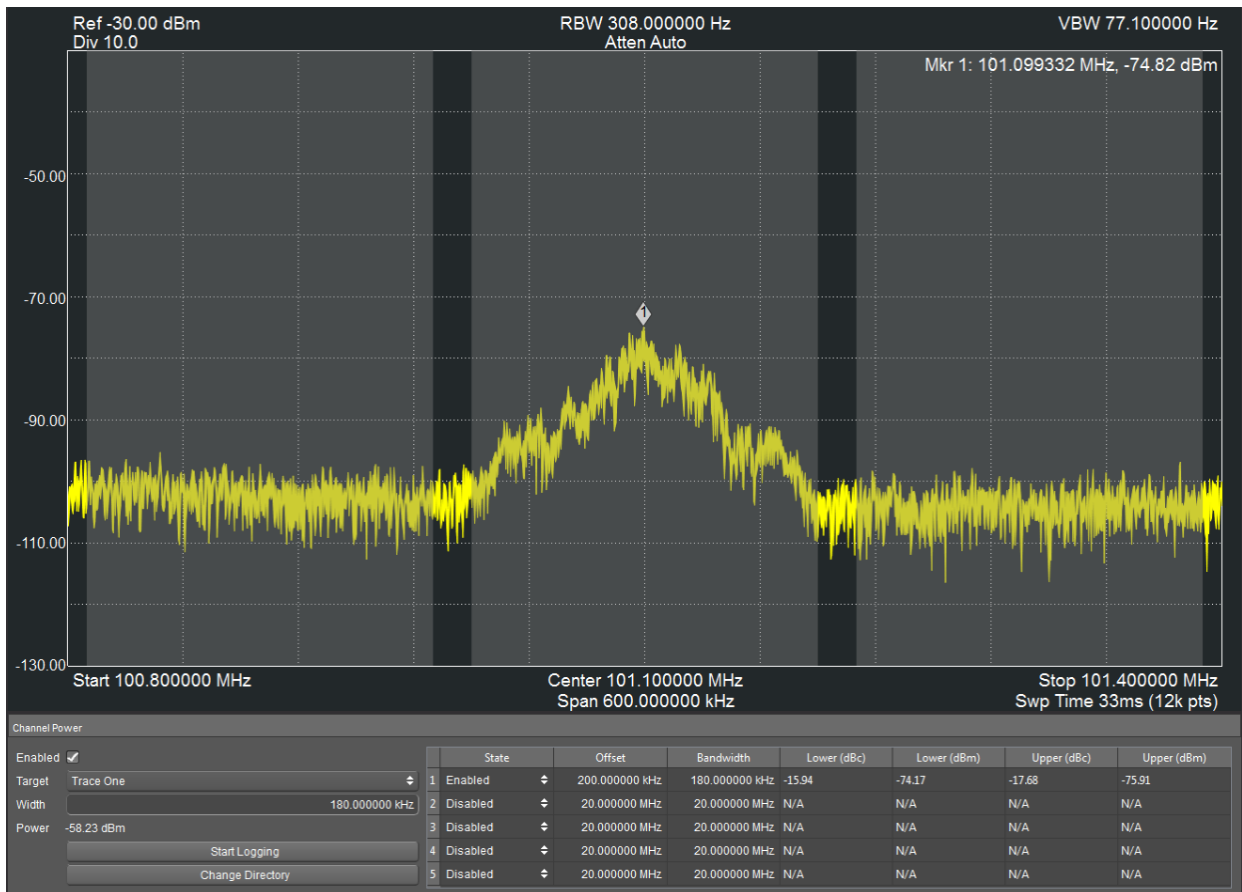 Ref -30.00 dBm RBW 308.000000 Hz VBW 77.100000 Hz
Div 10.0 Atten Auto
Mkr 1: 101.099332 MHz, -74.82 dBm
-50.00
-70.00
1
-90.00
-110.00
-130.00
Start 100.800000 MHz Center 101.100000 MHz Stop 101.400000 MHz
Span 600.000000 kHz Swp Time 33ms (12k pts)
Channel Power
Enabled
Target Trace One
Width 180.000000 kHz
Power -58.23 dBm
Start Logging
Change Directory
State Offset Bandwidth Lower (dBc) Lower (dBm) Upper (dBc) Upper (dBm)
1 Enabled 200.000000 kHz 180.000000 kHz -15.94 -74.17 -17.68 -75.91
2 Disabled 20.000000 MHz 20.000000 MHz N/A N/A N/A N/A
3 Disabled 20.000000 MHz 20.000000 MHz N/A N/A N/A N/A
4 Disabled 20.000000 MHz 20.000000 MHz N/A N/A N/A N/A
5 Disabled 20.000000 MHz 20.000000 MHz N/A N/A N/A N/A